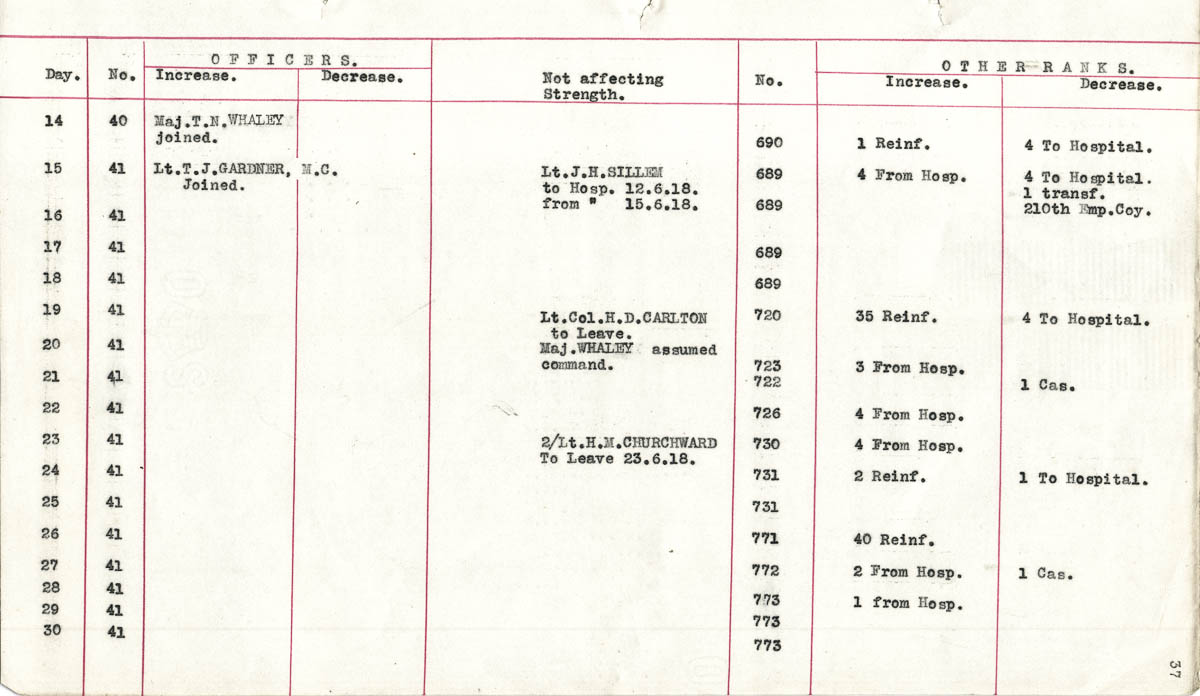 O F F I C E R S.
O T H E R R A N K S.
Day. No. Increase. Decrease. Not affecting No. Increase. Decrease.
Strength.
14 40 Maj.T.N.WHALEY
joined. 690 1 Reinf. 4 To Hospital.
15 41 Lt.T.J.GARDNER, M.C. Lt.J.H.SILLEM 689 4 From Hosp. 4 To Hospital.
Joined. to Hosp. 12.6.18. 1 transf.
16 41 from " 15.6.18. 689 210th Emp.Coy.
17 41 689
18 41 689
19 41 Lt.Col.H.D.CARLTON 720 35 Reinf. 4 To Hospital.
to Leave.
20 41 Maj.WHALEY assumed
command. 723 3 From Hosp.
21 41 722 1 Cas.
22 41 726 4 From Hosp.
23 41 2/Lt.H.M.CHURCHWARD 730 4 From Hosp.
To Leave 23.6.18.
24 41 731 2 Reinf. 1 To Hospital.
25 41 731
26 41 771 40 Reinf.
27 41 772 2 From Hosp. 1 Cas.
28 41 773 1 from Hosp.
29 41 773
30 41 773
37